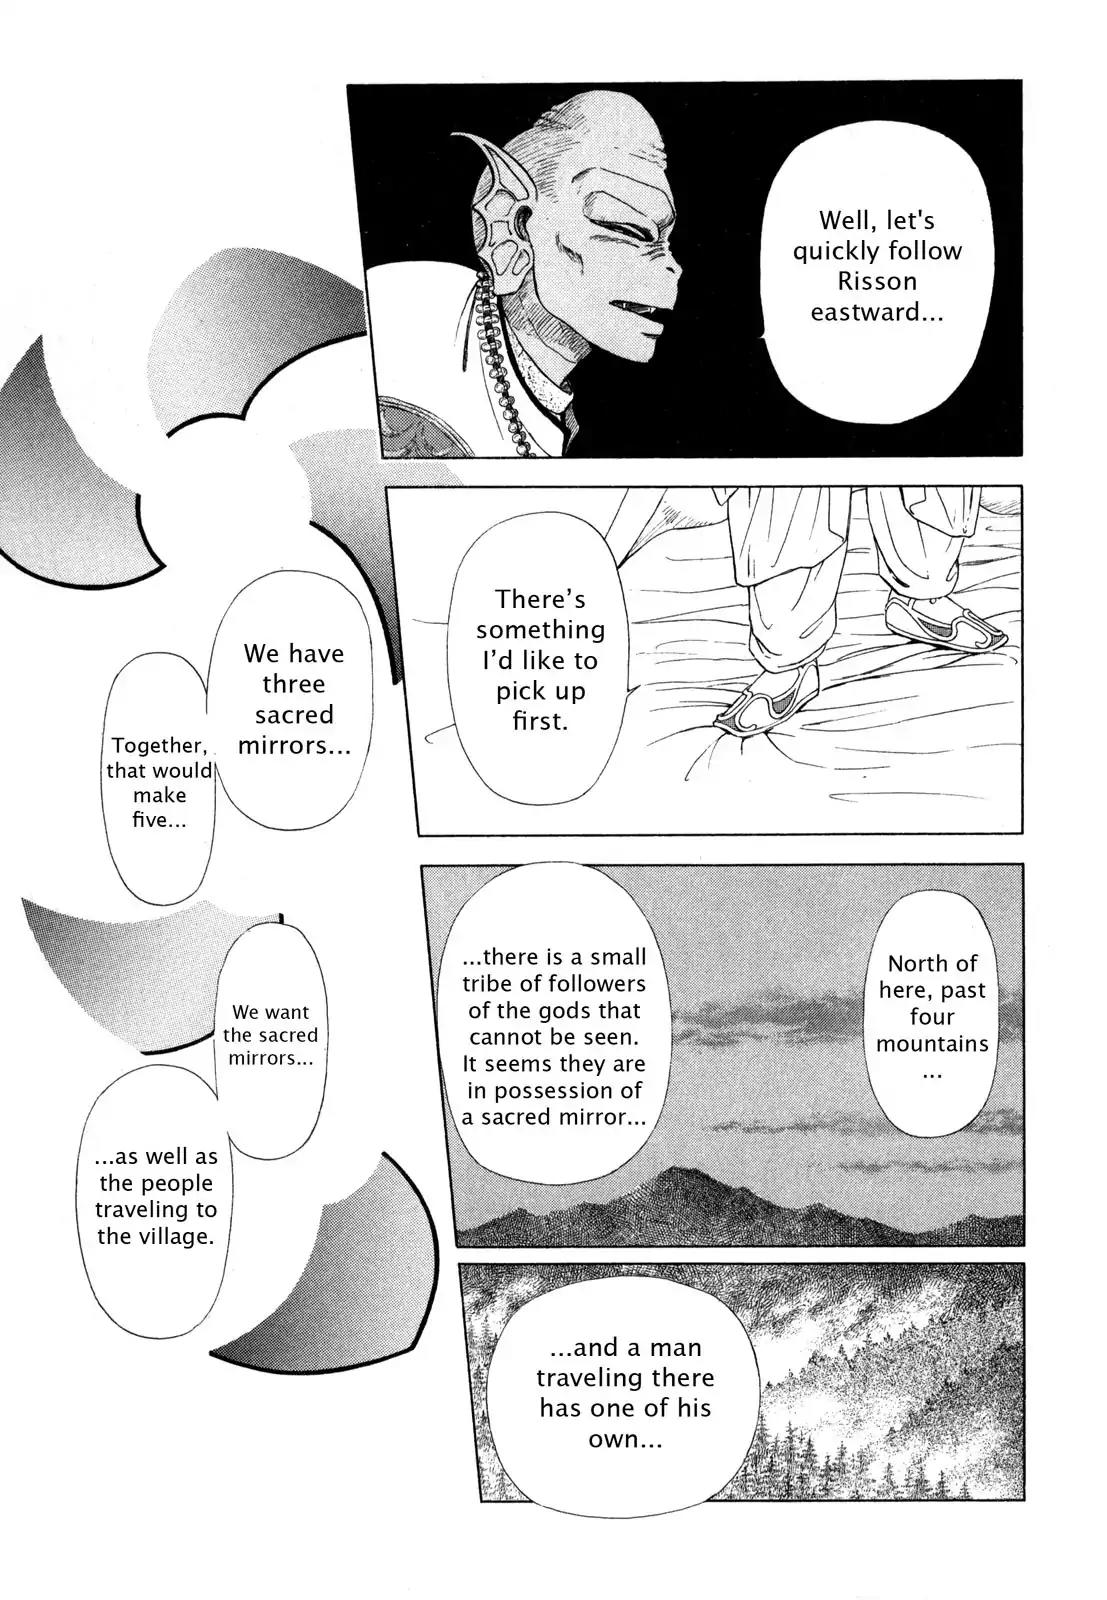 Well, let's
quickly follow
Risson
eastward...
There's
something
I'd like to
pick up
first.
North of
here, past
four
mountains
...
...there is a small
tribe of followers
of the gods that
cannot be seen.
It seems they are
in possession of
a sacred mirror...
...and a man
traveling there
has one of his
own...
We have
three
sacred
mirrors...
Together,
that would
make
five...
We want
the sacred
mirrors...
...as well as
the people
traveling to
the village.